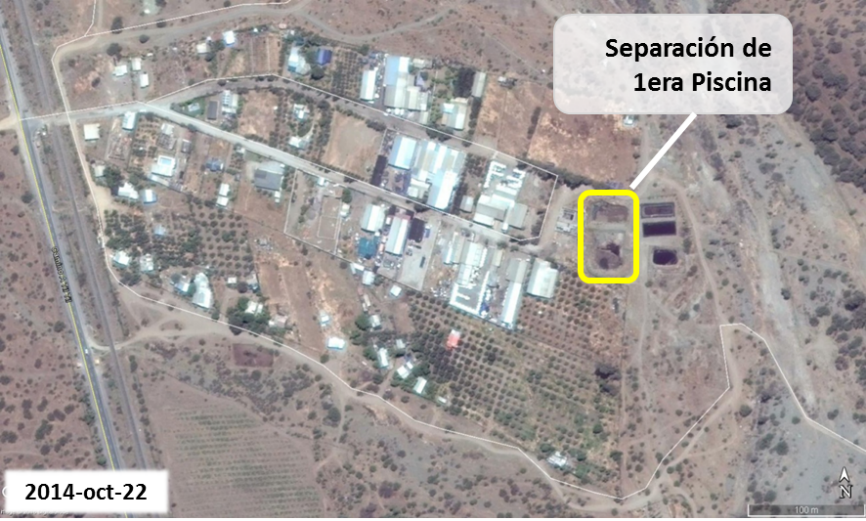 Separación de
1era Piscina
2014-oct-22
N
100 m